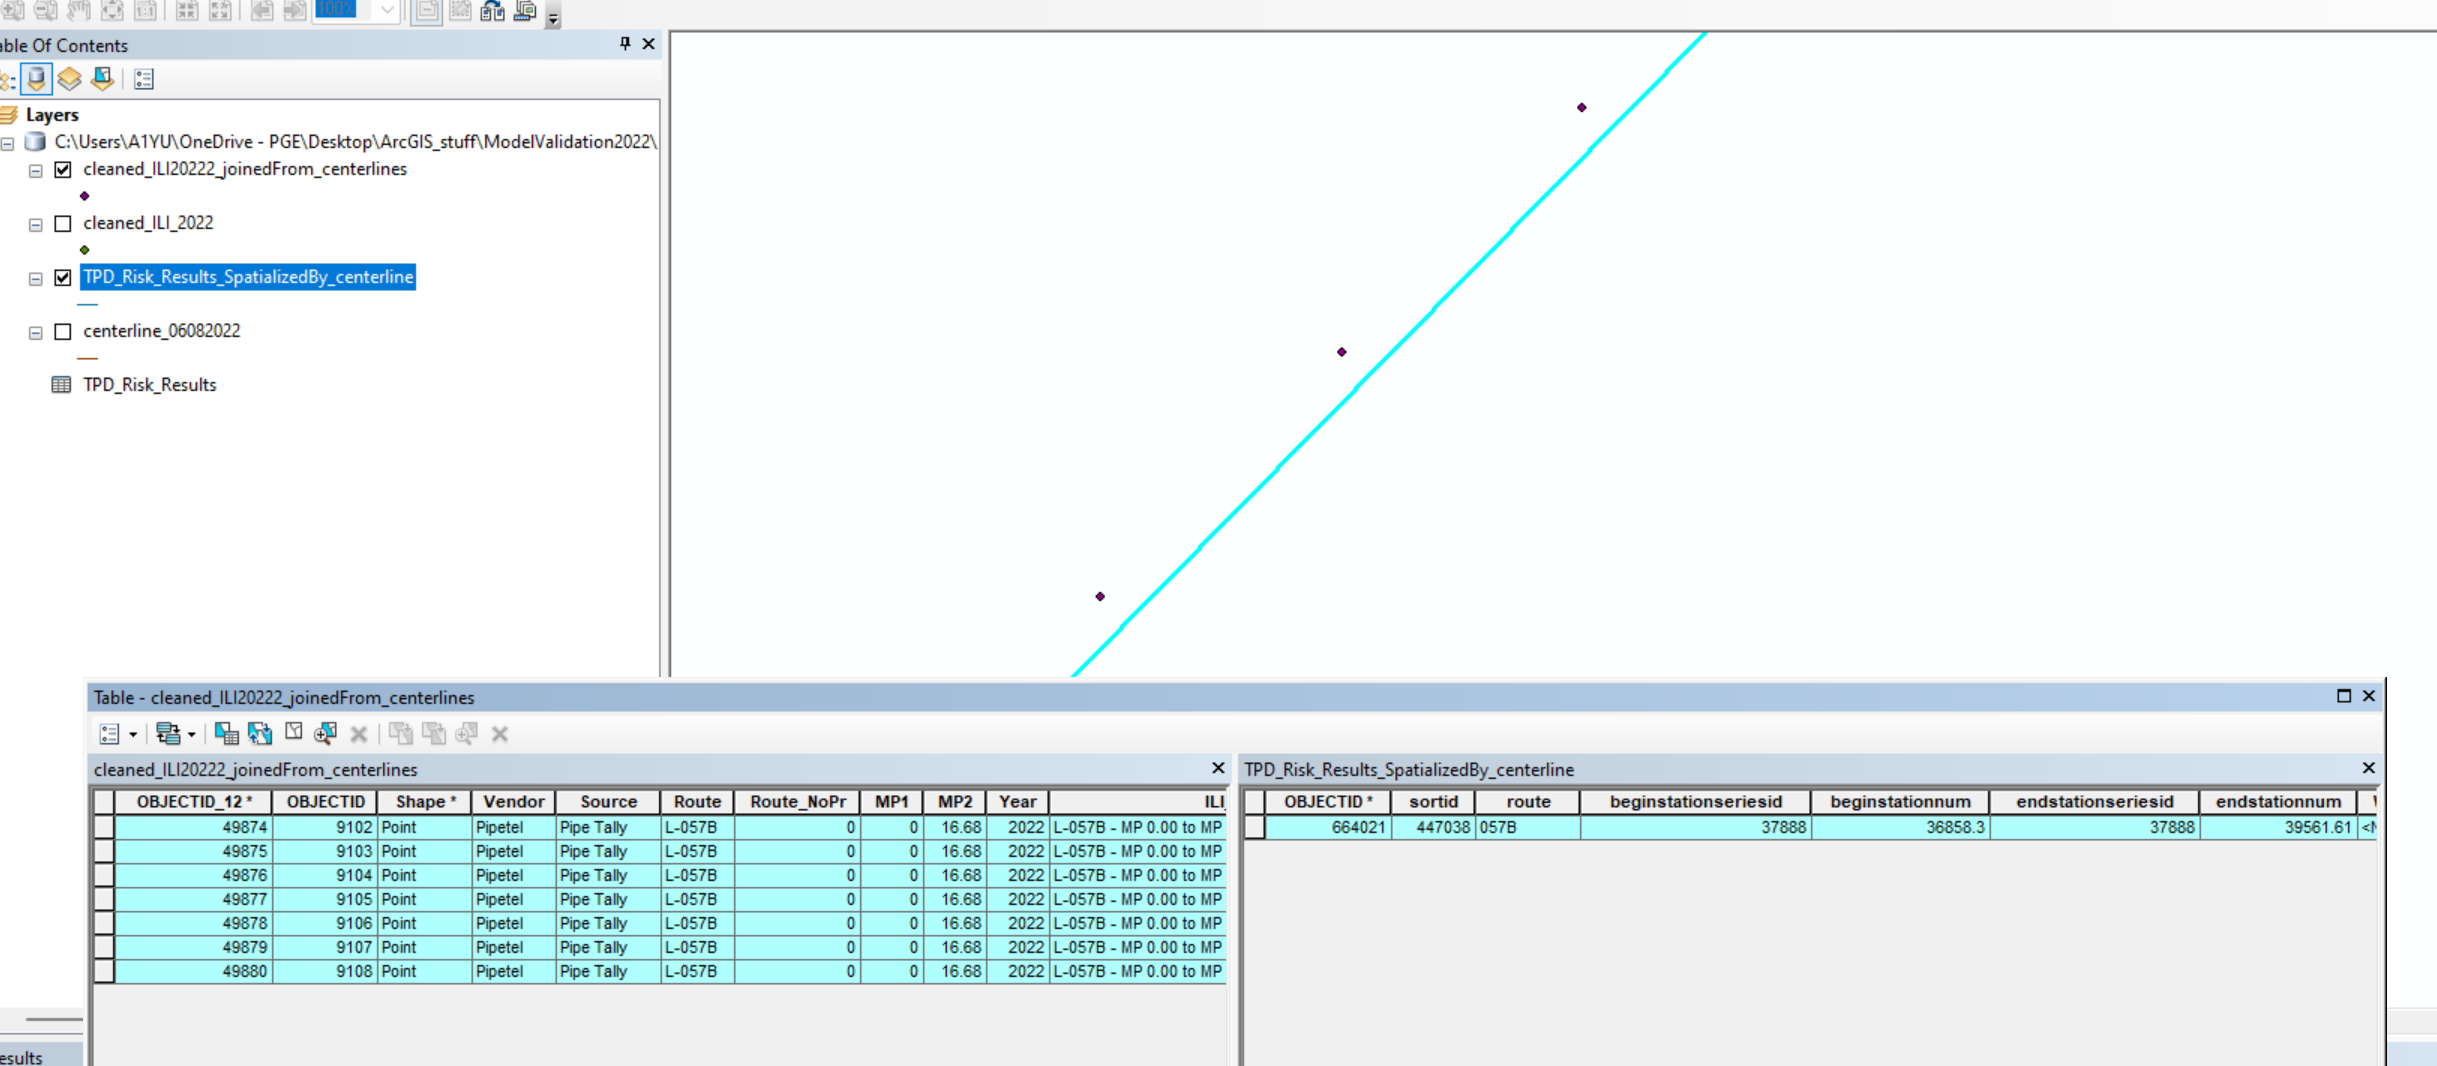 100%
able Of Contents
Layers
C:\Users\A1YU\OneDrive - PGE\Desktop\ArcGIS_stuff\ModelValidation2022\
cleaned_ILI20222_joinedFrom_centerlines
cleaned_ILI_2022
TPD_Risk_Results_SpatializedBy_centerline
centerline_06082022
TPD_Risk_Results
Table - cleaned_ILI20222_joinedFrom_centerlines
cleaned_ILI20222_joinedFrom_centerlines
OBJECTID_12 * OBJECTID Shape * Vendor Source Route Route_NoPr MP1 MP2 Year ILI_
49874 9102 Point Pipetel Pipe Tally L-057B 0 0 16.68 2022 L-057B - MP 0.00 to MP
49875 9103 Point Pipetel Pipe Tally L-057B 0 0 16.68 2022 L-057B - MP 0.00 to MP
49876 9104 Point Pipetel Pipe Tally L-057B 0 0 16.68 2022 L-057B - MP 0.00 to MP
49877 9105 Point Pipetel Pipe Tally L-057B 0 0 16.68 2022 L-057B - MP 0.00 to MP
49878 9106 Point Pipetel Pipe Tally L-057B 0 0 16.68 2022 L-057B - MP 0.00 to MP
49879 9107 Point Pipetel Pipe Tally L-057B 0 0 16.68 2022 L-057B - MP 0.00 to MP
49880 9108 Point Pipetel Pipe Tally L-057B 0 0 16.68 2022 L-057B - MP 0.00 to MP
TPD_Risk_Results_SpatializedBy_centerline
OBJECTID * sortid route beginstationseriesid beginstationnum endstationseriesid endstationnum
664021 447038 057B 37888 36858.3 37888 39561.61
esults